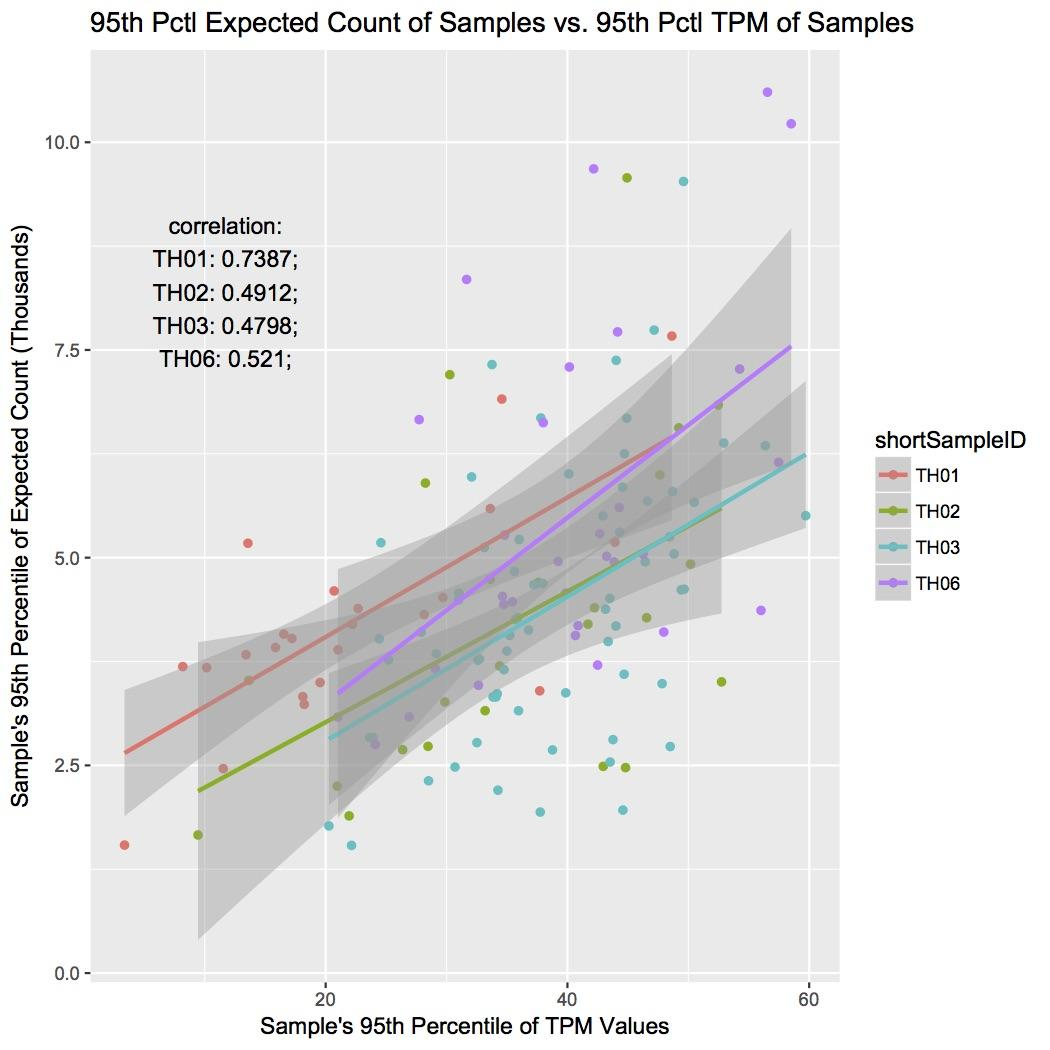 95th Pctl Expected Count of Samples vs. 95th Pctl TPM of Samples
10.0
7.5
5.0
2.5
0.0
Sample's 95th Percentile of Expected Count (Thousands)
correlation:
TH01: 0.7387;
TH02: 0.4912;
TH03: 0.4798;
TH06: 0.521;
20
40
60
Sample's 95th Percentile of TPM Values
shortSampleID
TH01
TH02
TH03
TH06